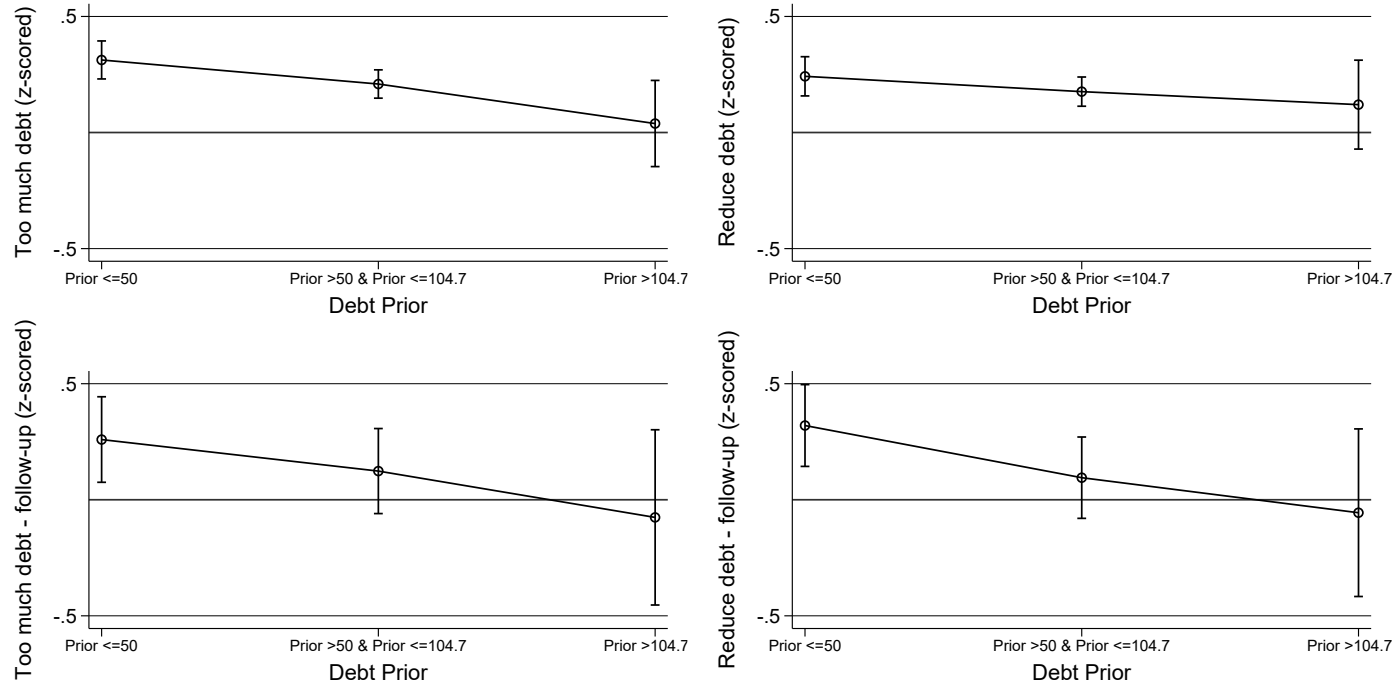 Too much debt (z-scored)
.5
-.5
Prior <=50
Prior >50 & Prior <=104.7
Prior >104.7
Debt Prior
Reduce debt (z-scored)
.5
-.5
Prior <=50
Prior >50 & Prior <=104.7
Prior >104.7
Debt Prior
Too much debt - follow-up (z-scored)
.5
-.5
Prior <=50
Prior >50 & Prior <=104.7
Prior >104.7
Debt Prior
Reduce debt - follow-up (z-scored)
.5
-.5
Prior <=50
Prior >50 & Prior <=104.7
Prior >104.7
Debt Prior